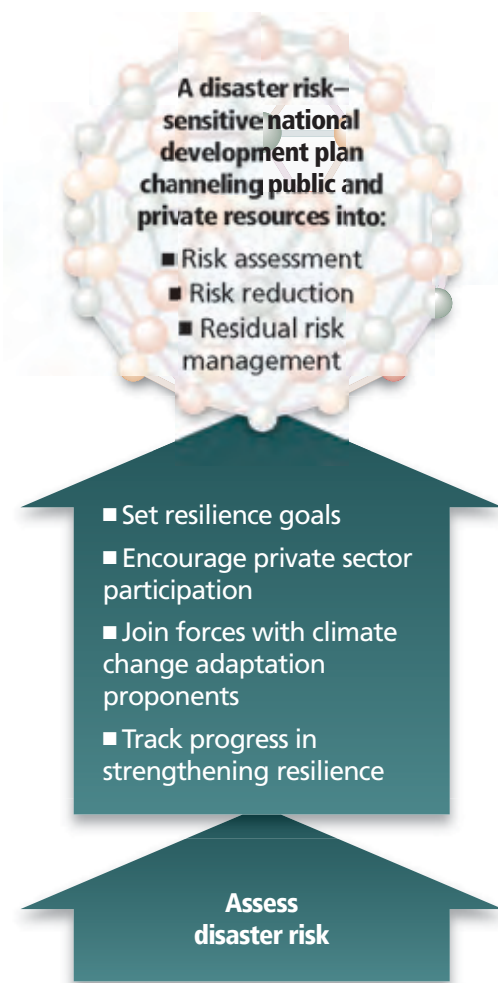 A disaster risk–
sensitive national
development plan
channeling public and
private resources into:
■ Risk assessment
■ Risk reduction
■ Residual risk
management
■ Set resilience goals
■ Encourage private sector
participation
■ Join forces with climate
change adaptation
proponents
■ Track progress in
strengthening resilience
Assess
disaster risk